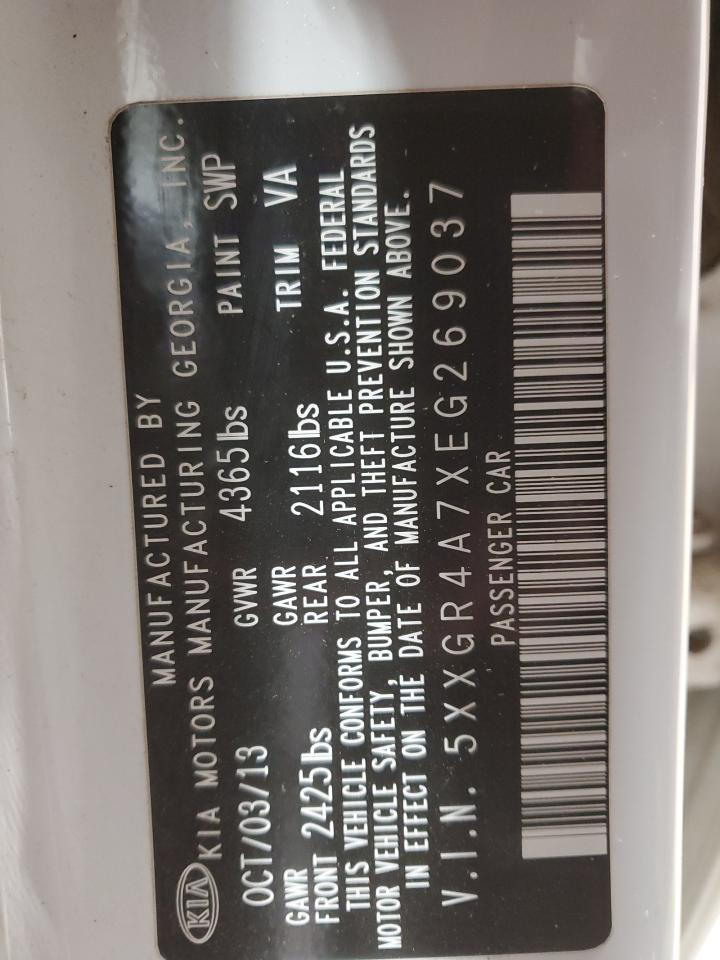 MANUFACTURED BY
KIA KIA MOTORS MANUFACTURING GEORGIA, INC.
OCT/03/13 GVWR 4365lbs PAINT SWP
GAWR GAWR
FRONT 2425lbs REAR 2116lbs TRIM VA
THIS VEHICLE CONFORMS TO ALL APPLICABLE U.S.A. FEDERAL
MOTOR VEHICLE SAFETY, BUMPER, AND THEFT PREVENTION STANDARDS
IN EFFECT ON THE DATE OF MANUFACTURE SHOWN ABOVE.
V.I.N. 5XXGR4A7XEG269037
PASSENGER CAR